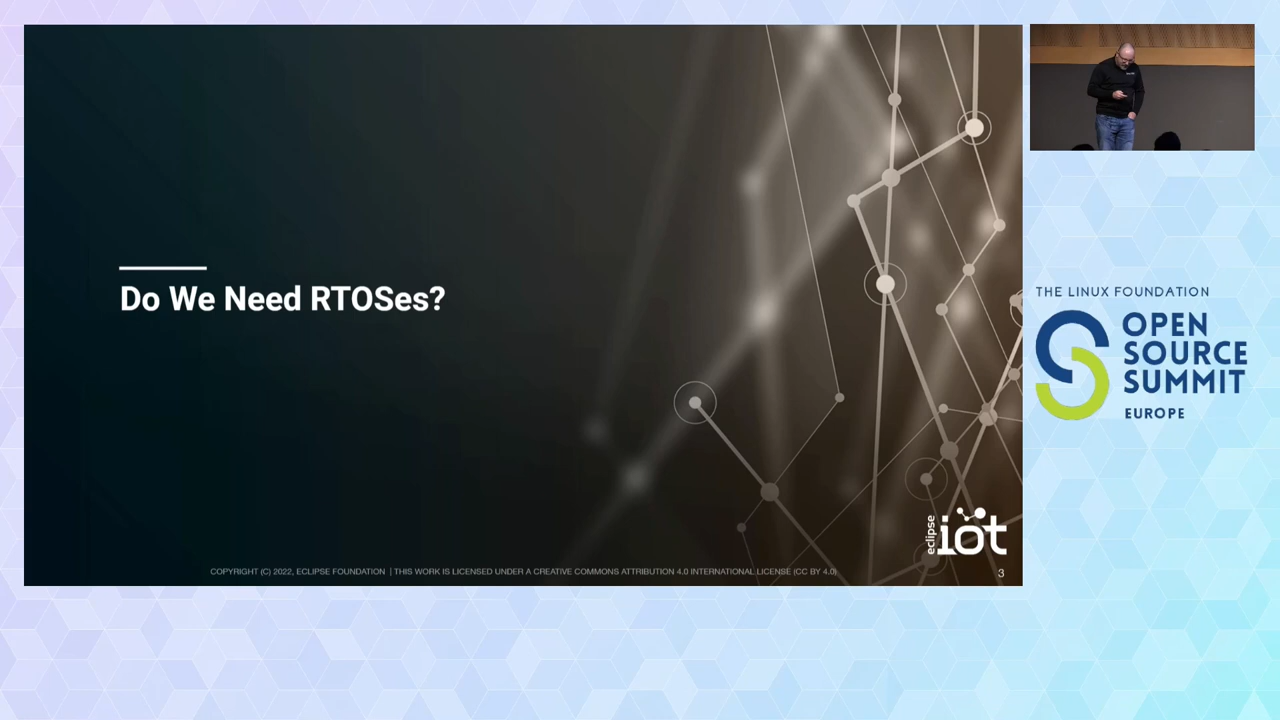 Do We Need RTOSes?
eclipse
iot
COPYRIGHT (C) 2022, ECLIPSE FOUNDATION | THIS WORK IS LICENSED UNDER A CREATIVE COMMONS ATTRIBUTION 4.0 INTERNATIONAL LICENSE (CC BY 4.0)
3
THE LINUX FOUNDATION
OPEN
SOURCE
SUMMIT
EUROPE